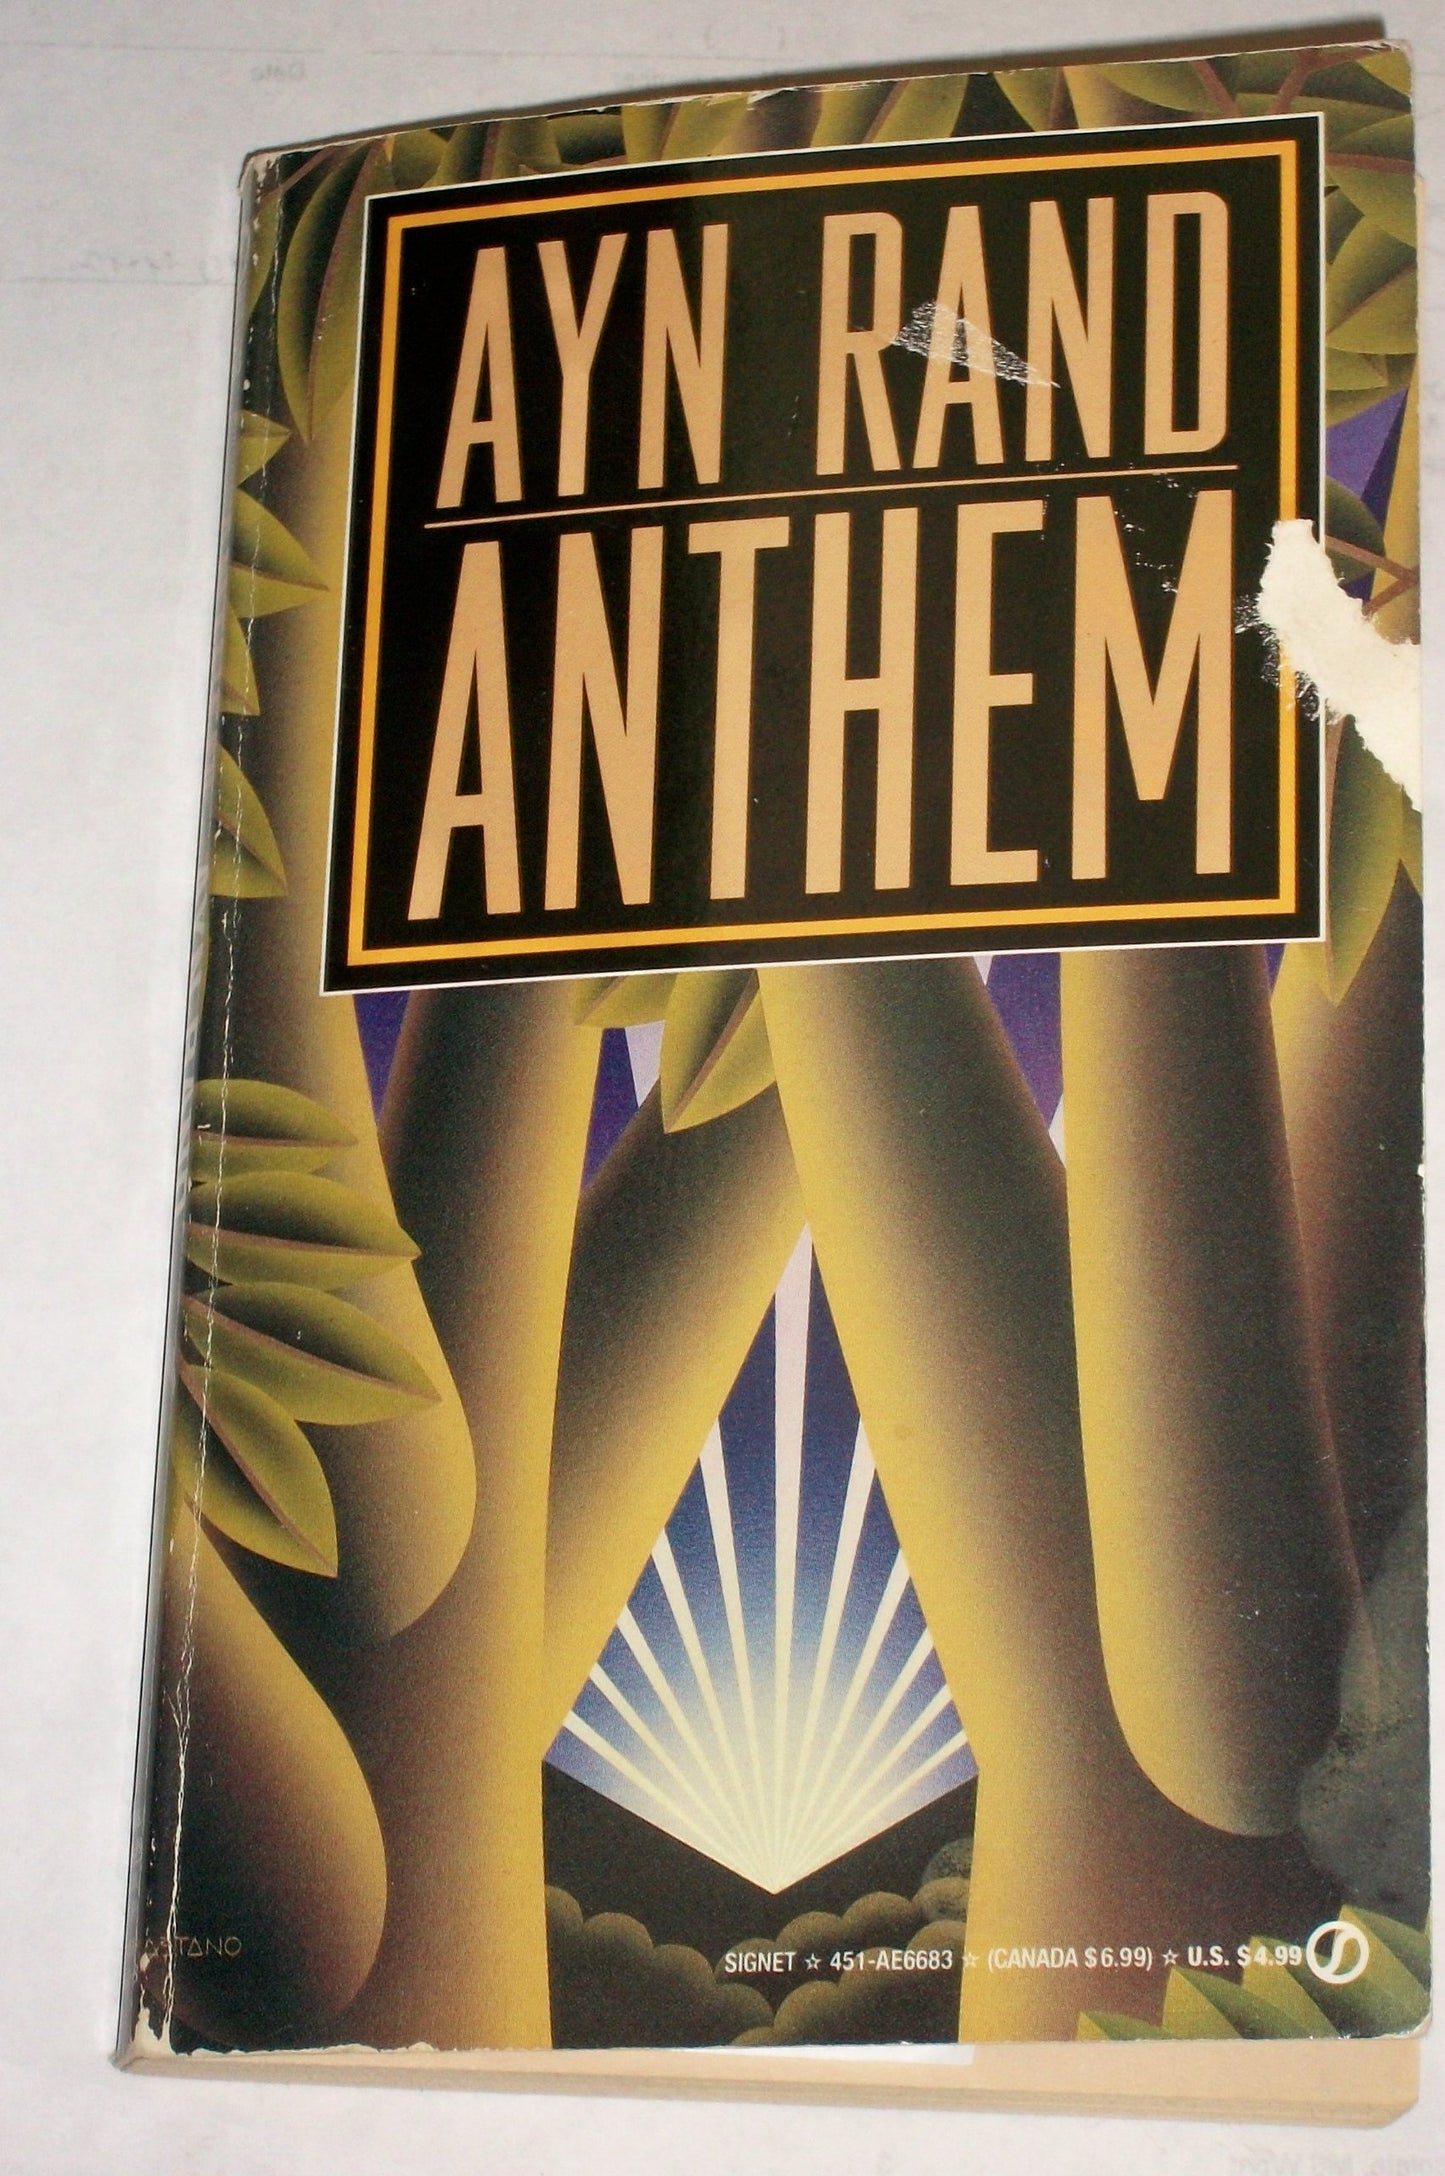 AYN RAND
ANTHEM
SIGNET ☆ 451-AE6683 ☆ (CANADA $6.99) ☆ U.S. $4.99